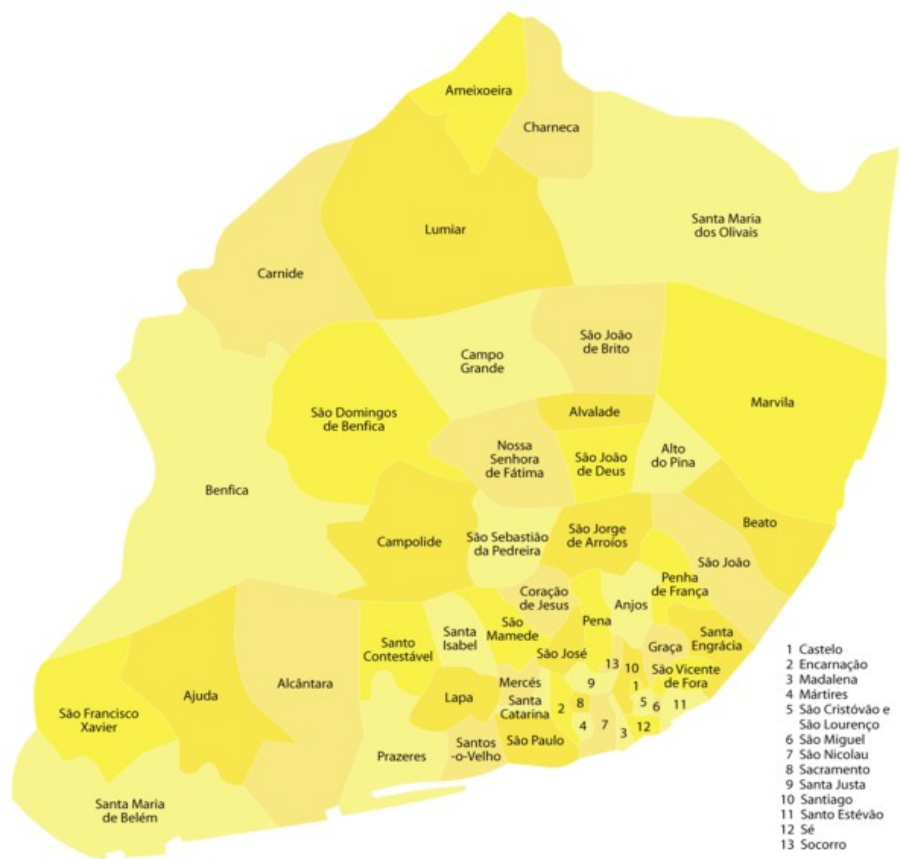 Ameixoeira
Charneca
Santa Maria
dos Olivais
Lumiar
Carnide
São João
de Brito
Campo
Grande
Marvila
São Domingos
de Benfica
Alvalade
Nossa
Senhora
de Fátima
São João
de Deus
Alto
do Pina
Benfica
Beato
Campolide
São Sebastião
da Pedreira
São Jorge
de Arroios
São João
Penha
de França
Coração
de Jesus
Anjos
Pena
Santo
Contestável
Santa
Isabel
São
Mamede
Santa
Engrácia
Graça
São José
13
10
São Vicente
de Fora
Alcântara
Ajuda
São Francisco
Xavier
Mercés
9
1
Lapa
Santa
Catarina
2
8
5
6
11
4
7
3
12
São Paulo
Santos
-o-Velho
Prazeres
Santa Maria
de Belém
1 Castelo
2 Encarnação
3 Madalena
4 Mártires
5 São Cristóvão e
São Lourenço
6 São Miguel
7 São Nicolau
8 Sacramento
9 Santa Justa
10 Santiago
11 Santo Estévão
12 Sé
13 Socorro